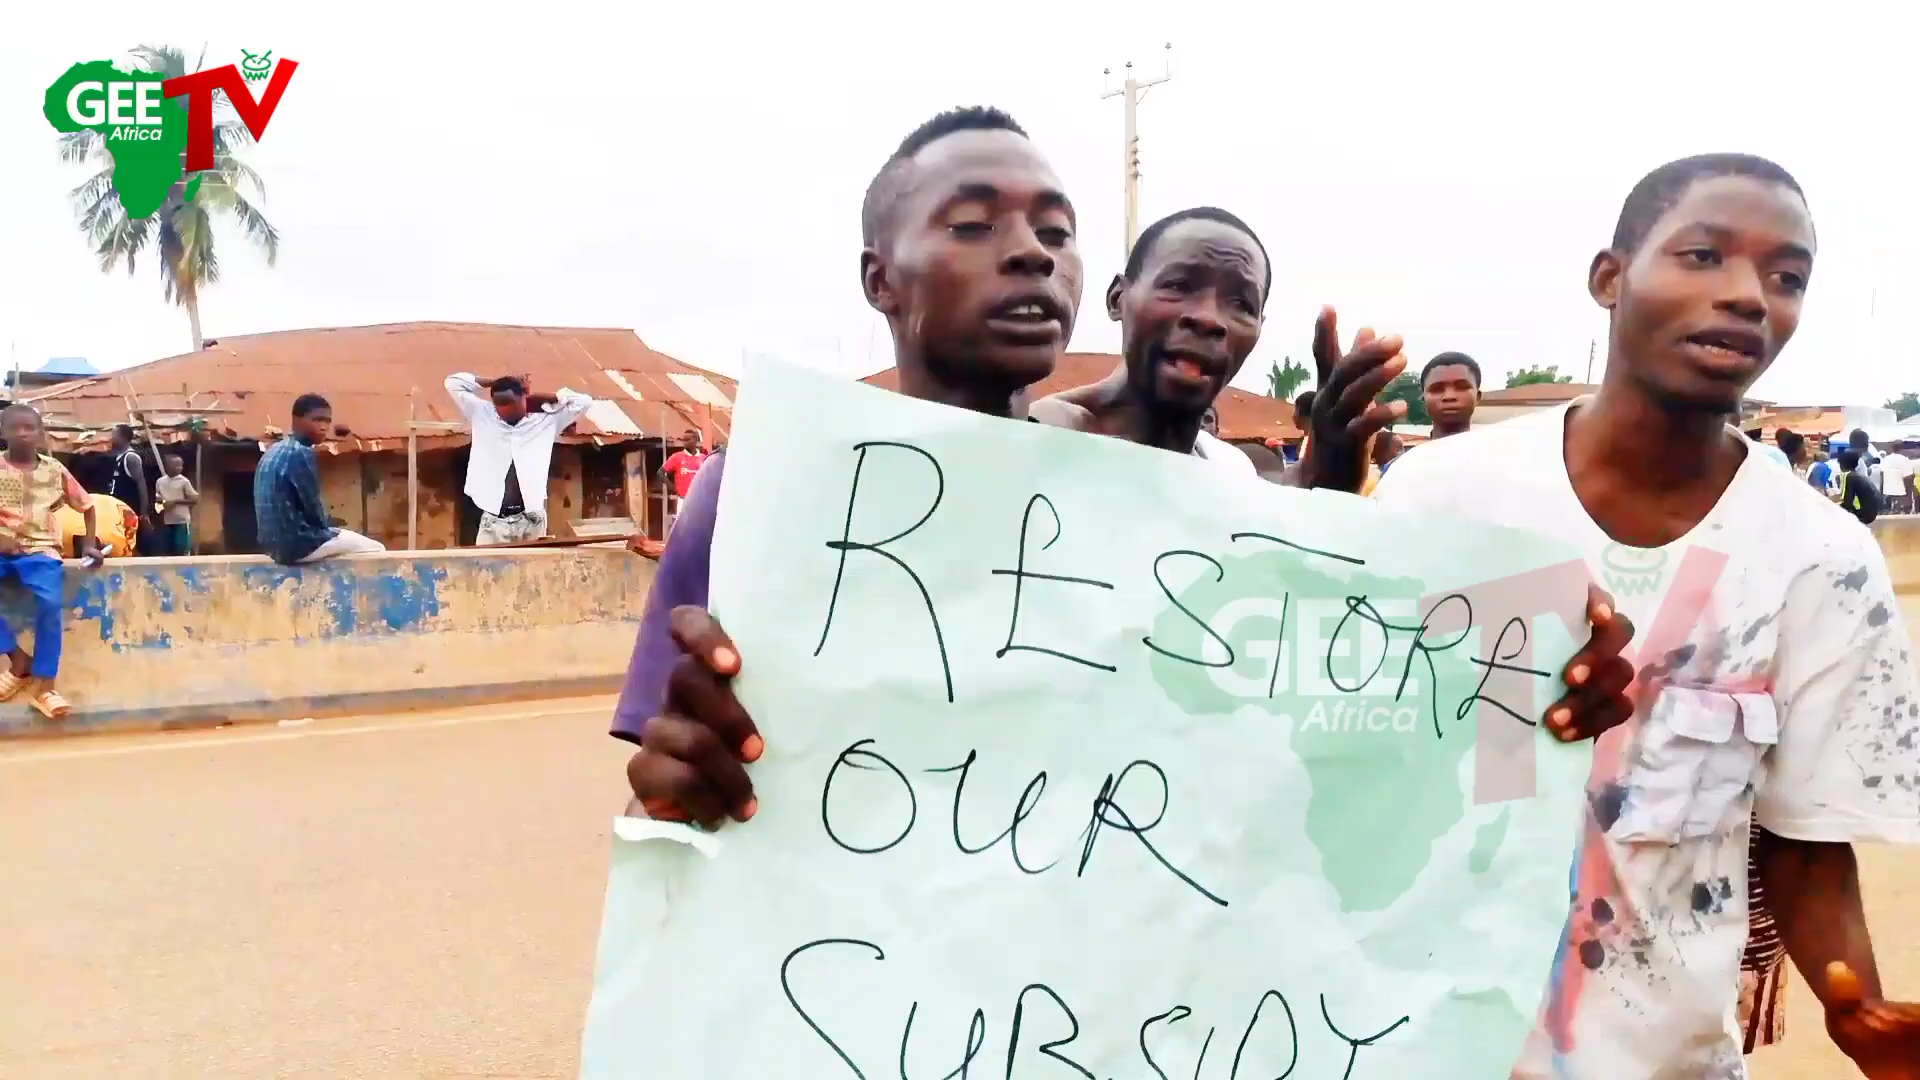 GEE TV
Africa
RESTORE
OUR
SUBSIDY
GEE TV
Africa